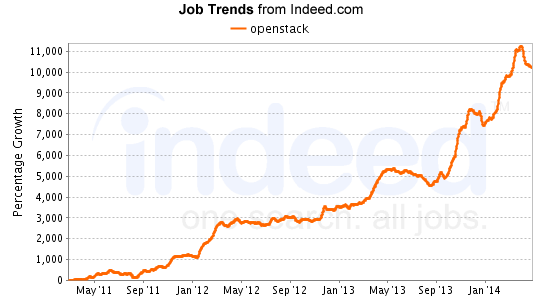 Job Trends from Indeed.com
openstack
Percentage Growth
11,000
10,000
9,000
8,000
7,000
6,000
5,000
4,000
3,000
2,000
1,000
0
indeed
TM
one search. all jobs.
May '11 Sep '11 Jan '12 May '12 Sep '12 Jan '13 May '13 Sep '13 Jan '14